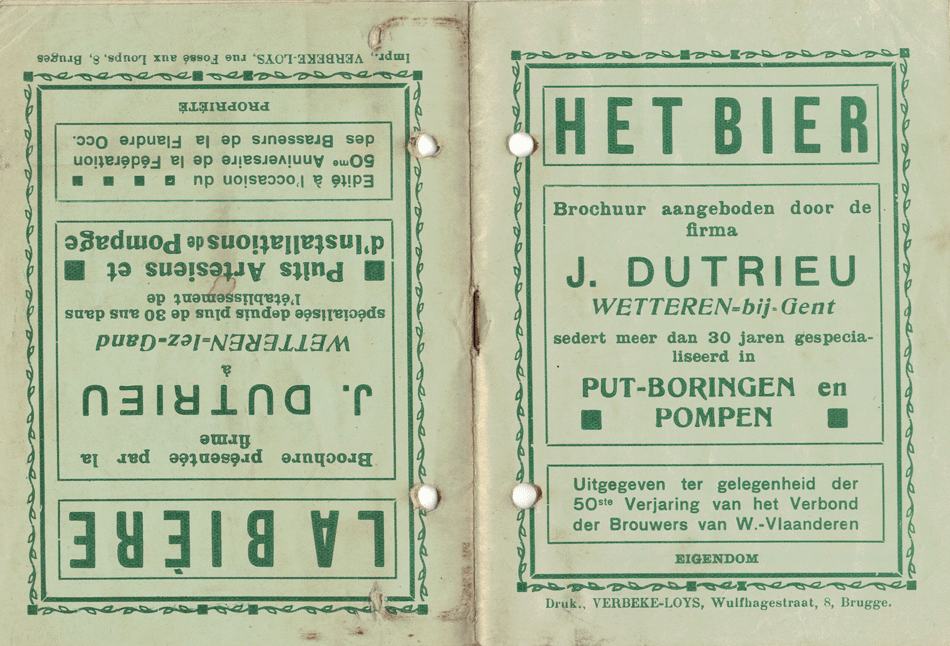 HET BIER
Brochuur aangeboden door de
firma
J. DUTRIEU
WETTEREN-bij-Gent
sedert meer dan 30 jaren gespecia-
liseerd in
PUT-BORINGEN en
POMPEN
Uitgegeven ter gelegenheid der
50ste Verjaring van het Verbond
der Brouwers van W.-Vlaanderen
EIGENDOM
Druk., VERBEKE-LOYS, Wulfhagestraat, 8, Brugge.
LA BIÈRE
Brochure présentée par la
firme
J. DUTRIEU
à
WETTEREN-lez-Gand
spécialisée depuis plus de 30 ans dans
l'établissement de
Puits Artesiens et
d'Installations de Pompage
Edité à l'occasion du
50me Anniversaire de la Fédération
des Brasseurs de la Flandre Occ.
PROPRIÉTÉ
Impr., VERBEKE-LOYS, rue Fossé aux Loups, 8, Bruges